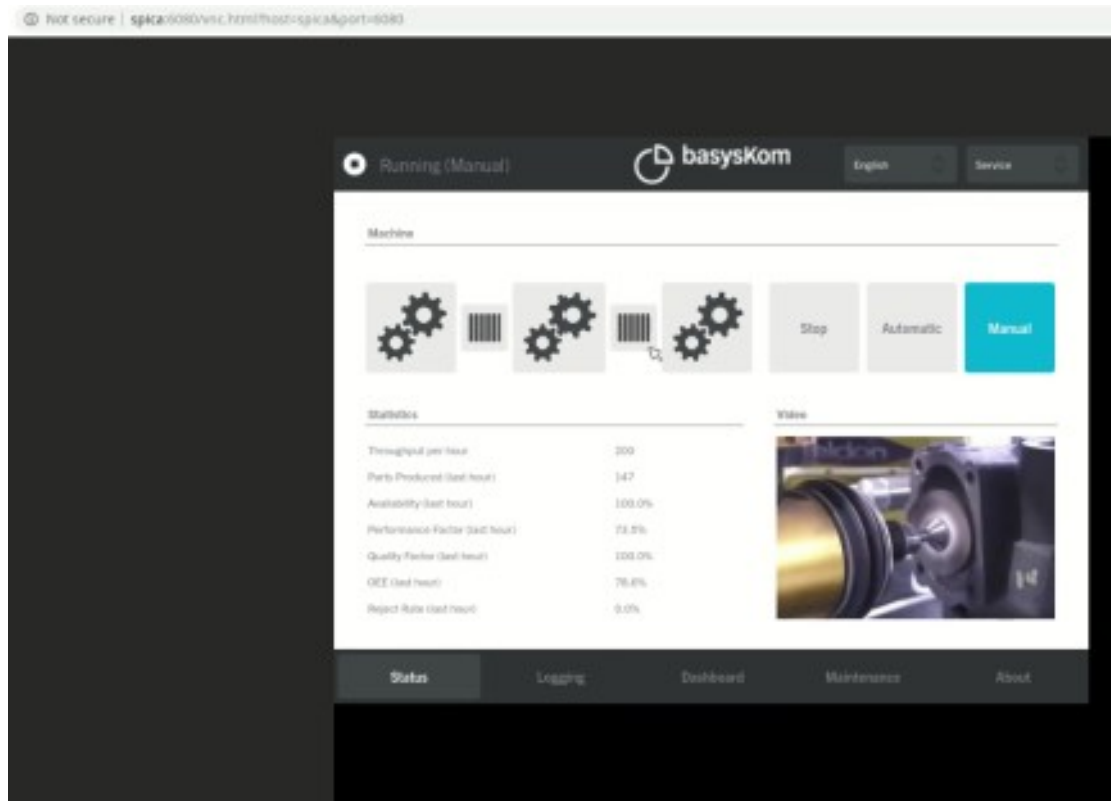 Not secure | spica:6080/vnc.html?host=spica&port=6080
Running (Manual)
basysKom
English
Service
Machine
Stop
Automatic
Manual
Statistics
Video
Throughput per hour 200
Parts Produced (last hour) 147
Availability (last hour) 100.0%
Performance Factor (last hour) 73.5%
Quality Factor (last hour) 100.0%
OEE (last hour)
Reject Rate (last hour) 0.0%
Status
Logging
Dashboard
Maintenance
About